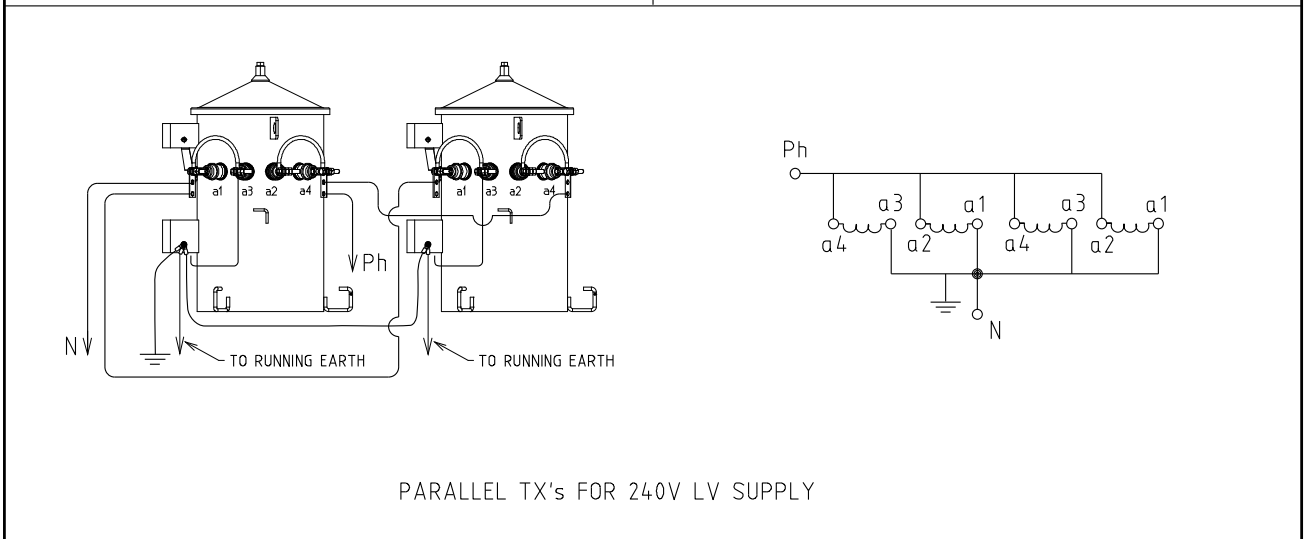 a1 a3 a2 a4
a1 a3 a2 a4
Ph
N
TO RUNNING EARTH
TO RUNNING EARTH
Ph
a3 a1 a3 a1
a4 a2 a4 a2
N
PARALLEL TX's FOR 240V LV SUPPLY